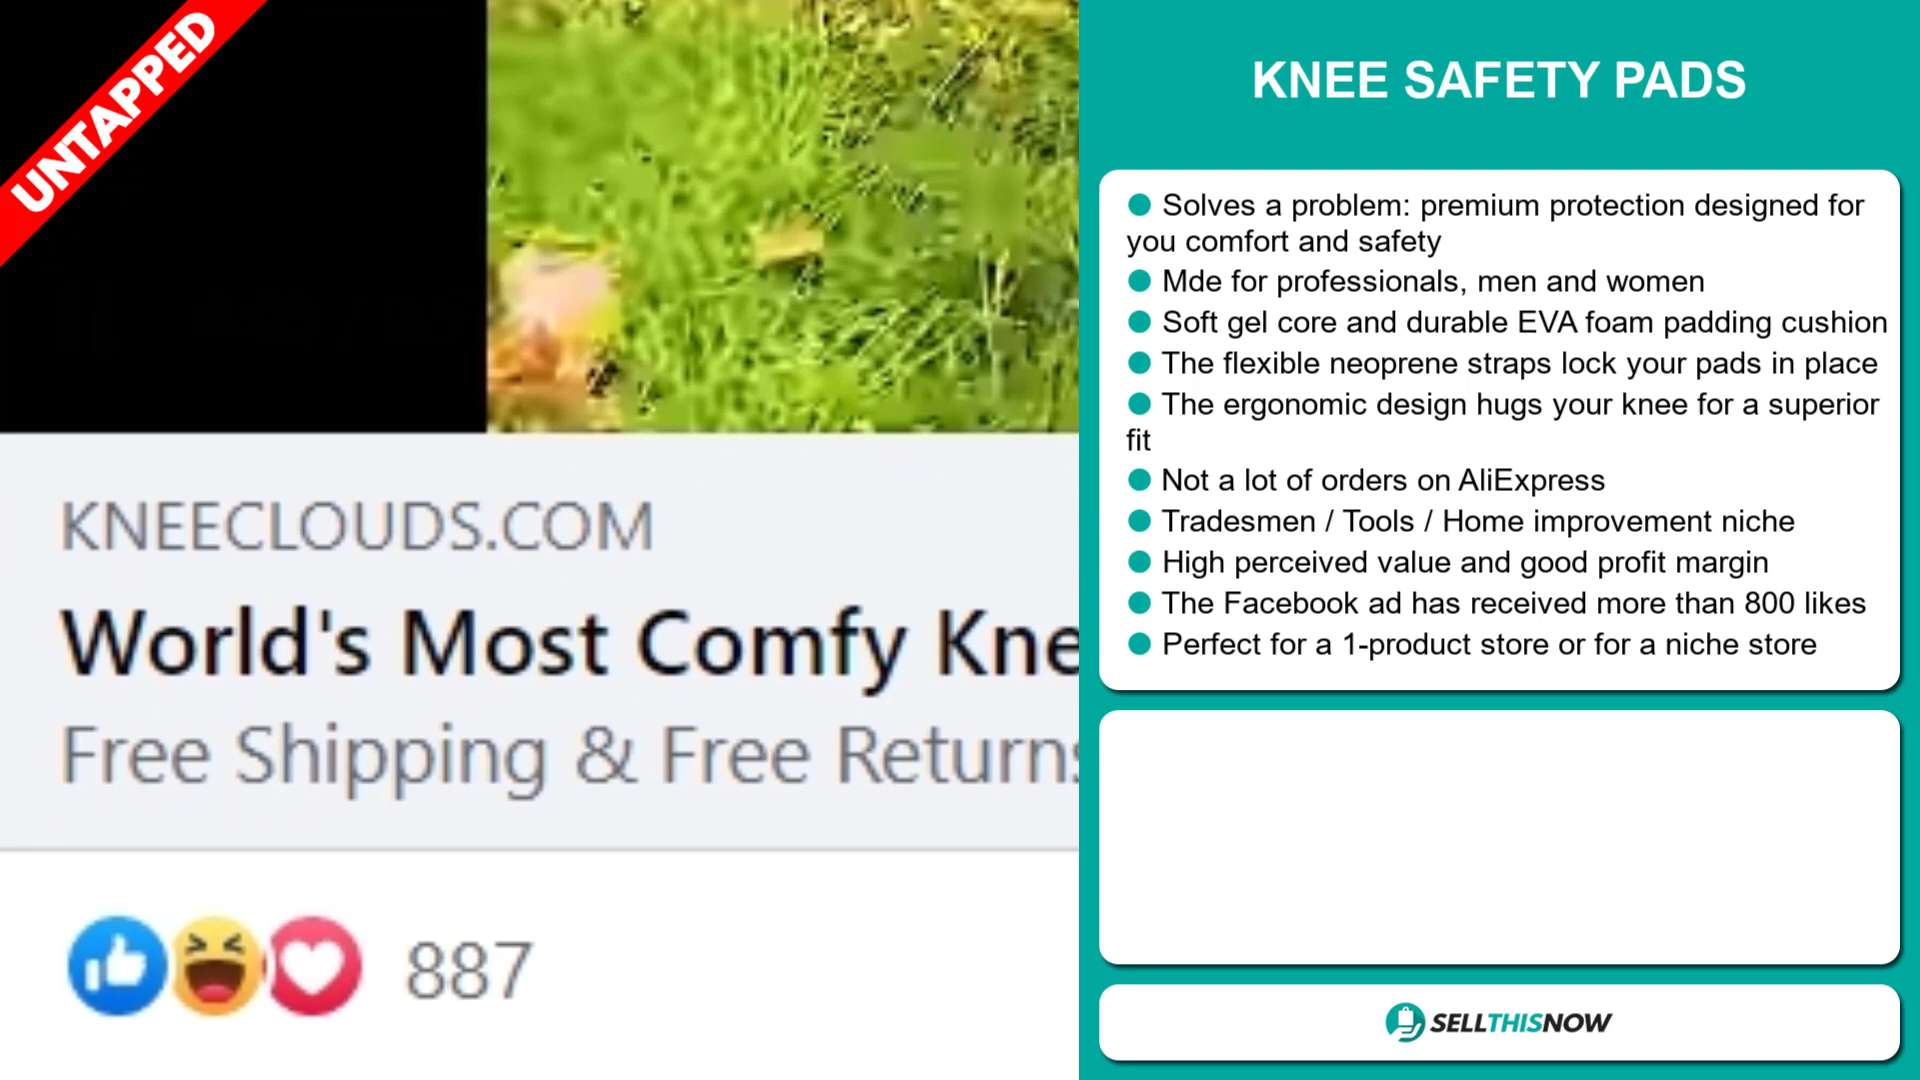 UNTAPPED
KNEECLOUDS.COM
World's Most Comfy Kne
Free Shipping & Free Returns
887
KNEE SAFETY PADS
Solves a problem: premium protection designed for
you comfort and safety
Mde for professionals, men and women
Soft gel core and durable EVA foam padding cushion
The flexible neoprene straps lock your pads in place
The ergonomic design hugs your knee for a superior
fit
Not a lot of orders on AliExpress
Tradesmen / Tools / Home improvement niche
High perceived value and good profit margin
The Facebook ad has received more than 800 likes
Perfect for a 1-product store or for a niche store
SELLTHISNOW